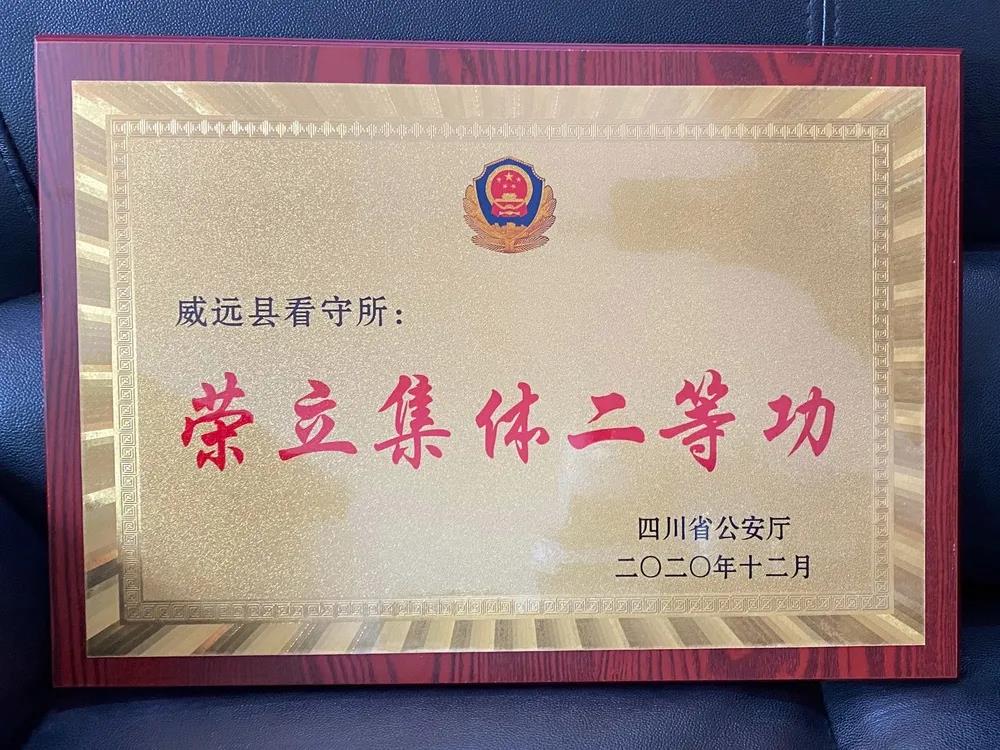 威远县看守所：
荣立集体二等功
四川省公安厅
二〇二〇年十二月